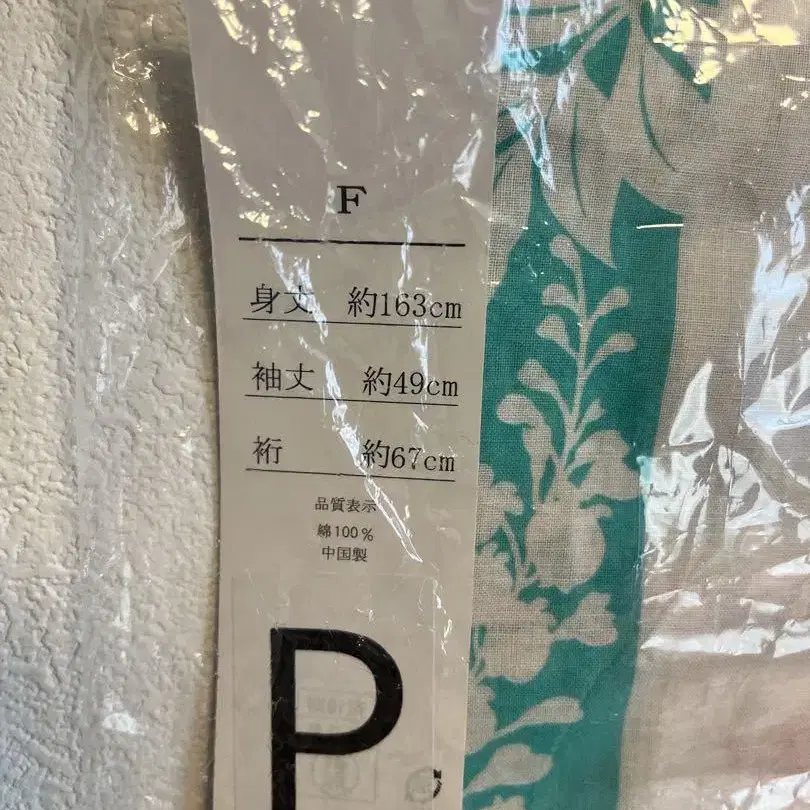 F
身丈 約163cm
袖丈 約49cm
裄 約67cm
品質表示
綿100%
中国製
P